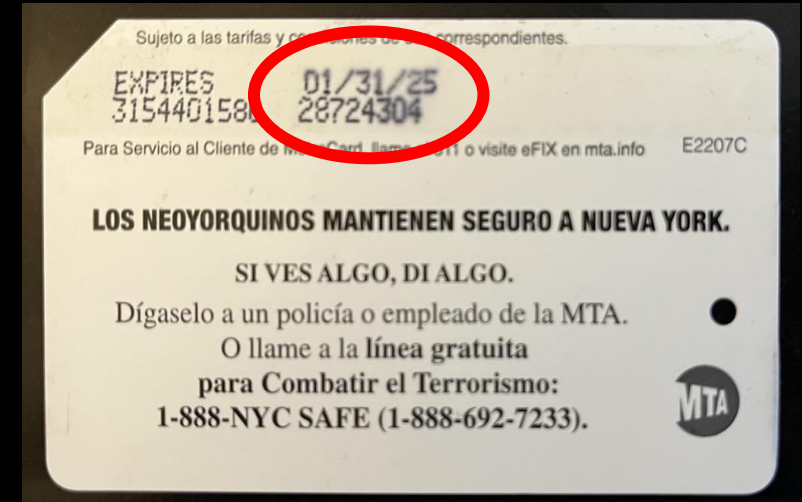 Sujeto a las tarifas y de correspondientes.
EXPIRES 01/31/25
315440158 28724304
Para Servicio al Cliente de llame 511 o visite eFIX en mta.info E2207C
LOS NEOYORQUINOS MANTIENEN SEGURO A NUEVA YORK.
SI VES ALGO, DI ALGO.
Dígaselo a un policía o empleado de la MTA.
O llame a la línea gratuita
para Combatir el Terrorismo:
1-888-NYC SAFE (1-888-692-7233).
MTA